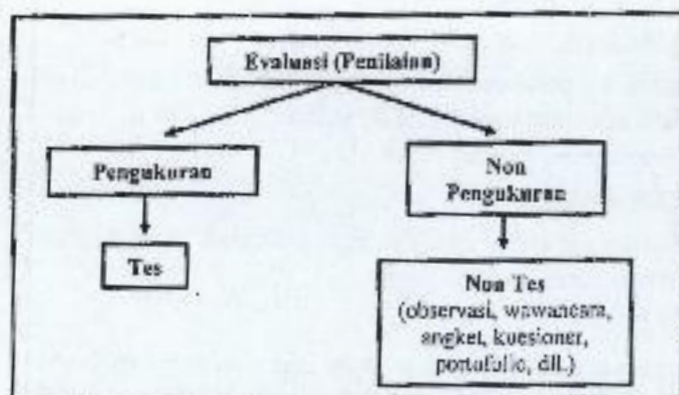 Evaluasi (Penilaian)
Pengukuran
Non
Pengukuran
Tes
Non Tes
(observasi, wawancara,
angket, kuesioner,
portofolio, dll.)